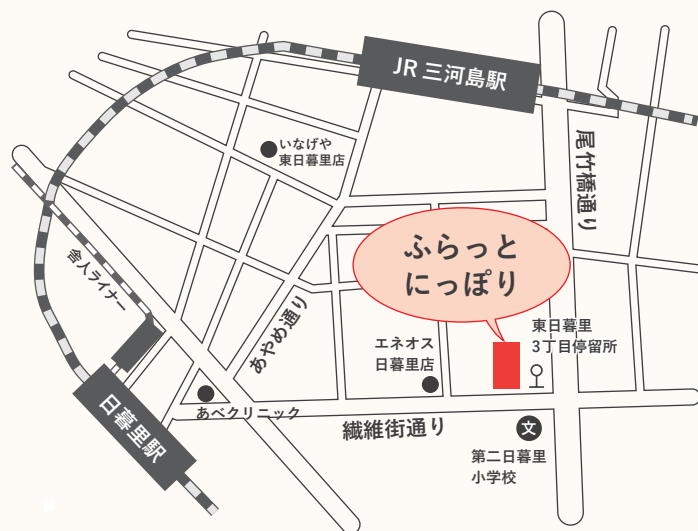 JR 三河島駅
いなげや
東日暮里店
尾竹橋通り
舎人ライナー
ふらっと
にっぽり
あやめ通り
東日暮里
3丁目停留所
エネオス
日暮里店
日暮里駅
あべクリニック
繊維街通り
文
第二日暮里
小学校